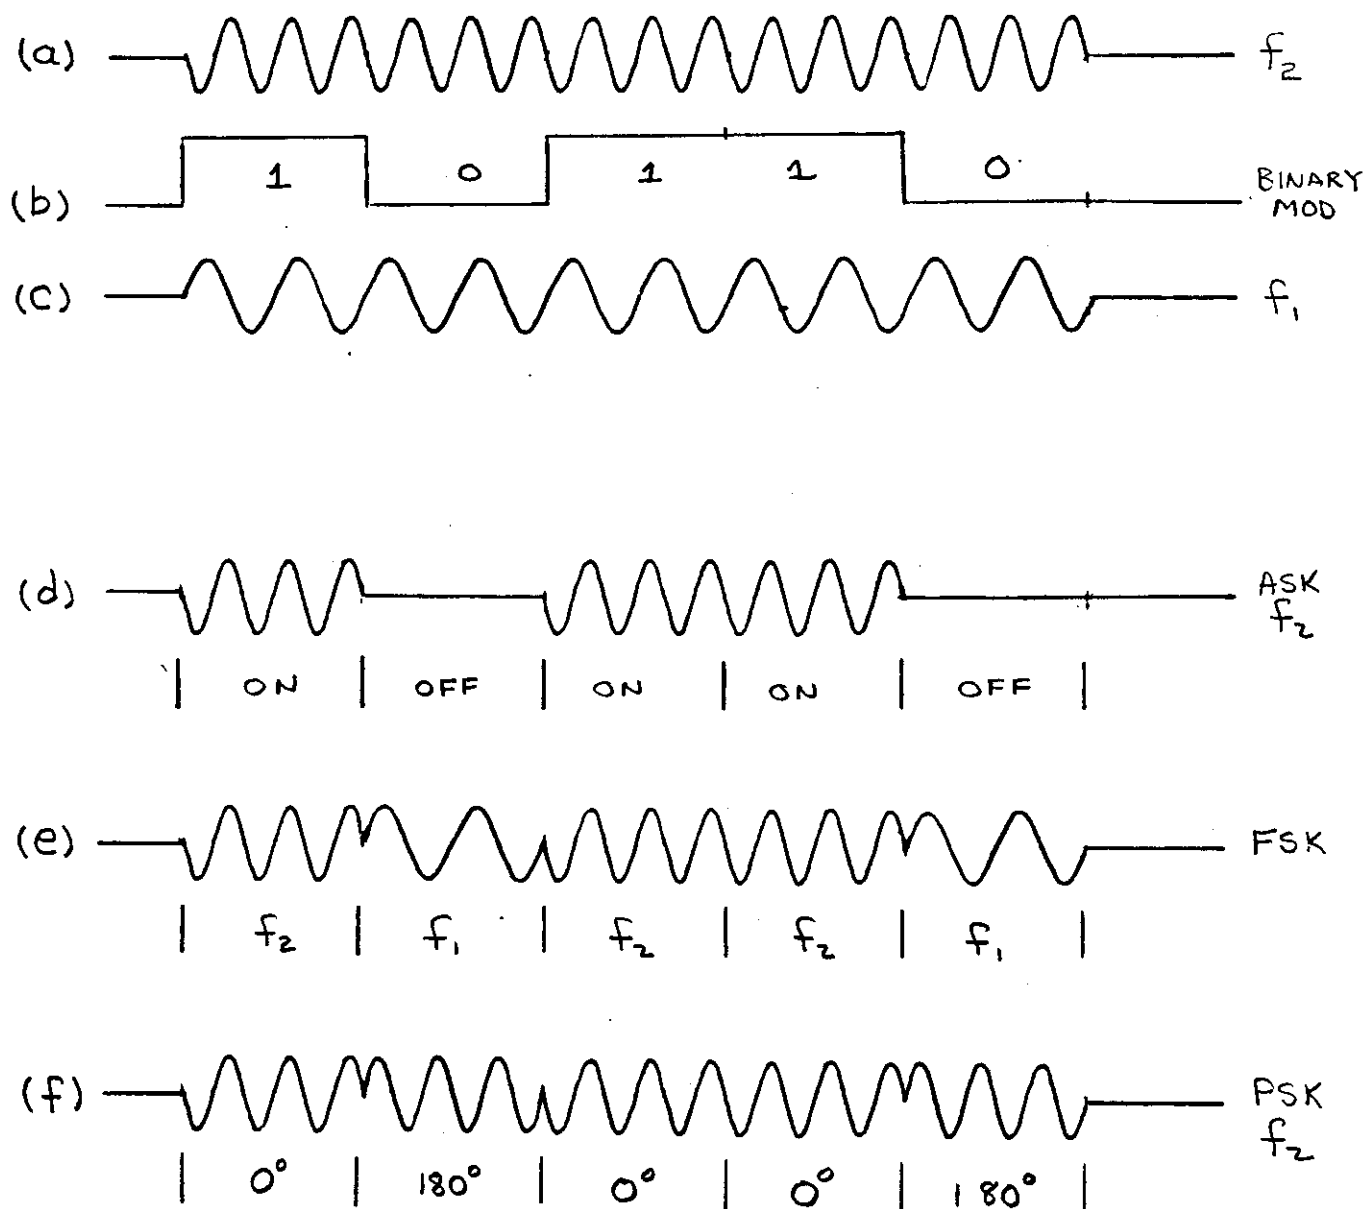 (a) f₂
1 0 1 1 0
(b) BINARY MOD
(c) f₁
(d) ASK f₂
| ON | OFF | ON | ON | OFF |
(e) FSK
| f₂ | f₁ | f₂ | f₂ | f₁ |
(f) PSK f₂
| 0° | 180° | 0° | 0° | 180°